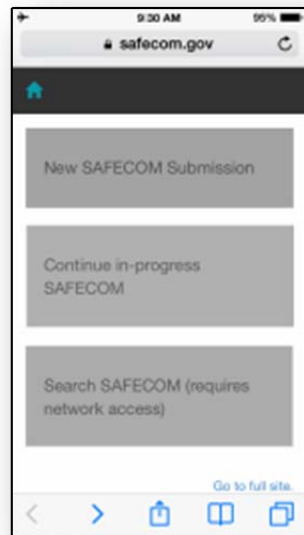 9:30 AM 95%
safecom.gov
New SAFECOM Submission
Continue in-progress
SAFECOM
Search SAFECOM (requires
network access)
Go to full site.